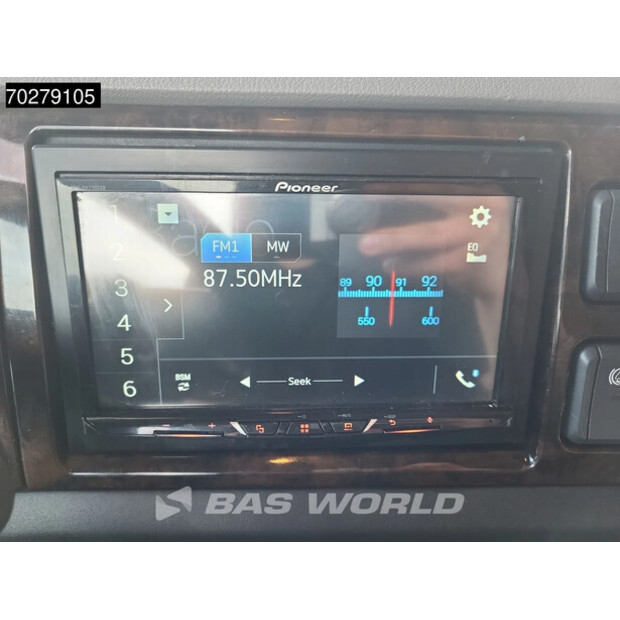 70279105
Pioneer
Radio
1
2
3
4
5
6
FM1 MW
87.50MHz
EQ
89 90 91 92
550 600
BSM
Seek
BAS WORLD